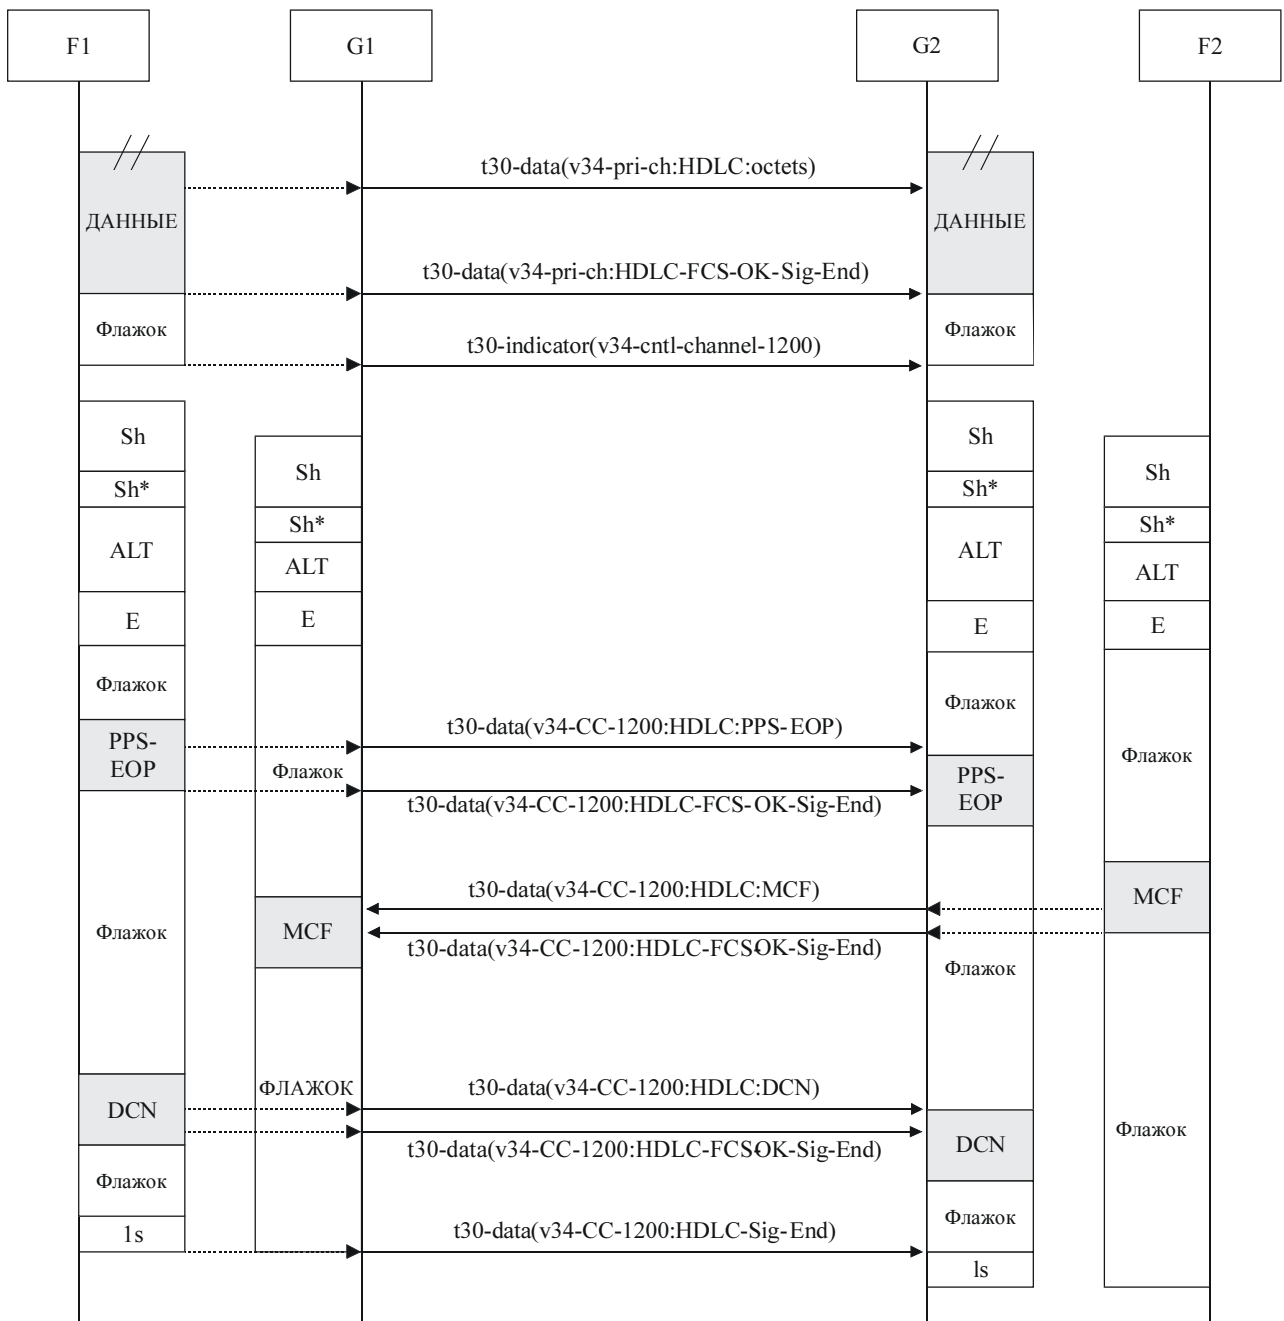 F1
G1
G2
F2
t30-data(v34-pri-ch:HDLC:octets)
ДАННЫЕ
ДАННЫЕ
t30-data(v34-pri-ch:HDLC-FCS-OK-Sig-End)
Флажок
Флажок
t30-indicator(v34-cntl-channel-1200)
Sh
Sh
Sh
Sh
Sh*
Sh*
Sh*
Sh*
ALT
ALT
ALT
ALT
E
E
E
E
Флажок
Флажок
t30-data(v34-CC-1200:HDLC:PPS-EOP)
PPS-
EOP
Флажок
Флажок
PPS-
EOP
t30-data(v34-CC-1200:HDLC-FCS-OK-Sig-End)
t30-data(v34-CC-1200:HDLC:MCF)
MCF
Флажок
MCF
t30-data(v34-CC-1200:HDLC-FCS-OK-Sig-End)
Флажок
ФЛАЖОК
t30-data(v34-CC-1200:HDLC:DCN)
DCN
Флажок
t30-data(v34-CC-1200:HDLC-FCS-OK-Sig-End)
DCN
Флажок
Флажок
1s
t30-data(v34-CC-1200:HDLC-Sig-End)
ls